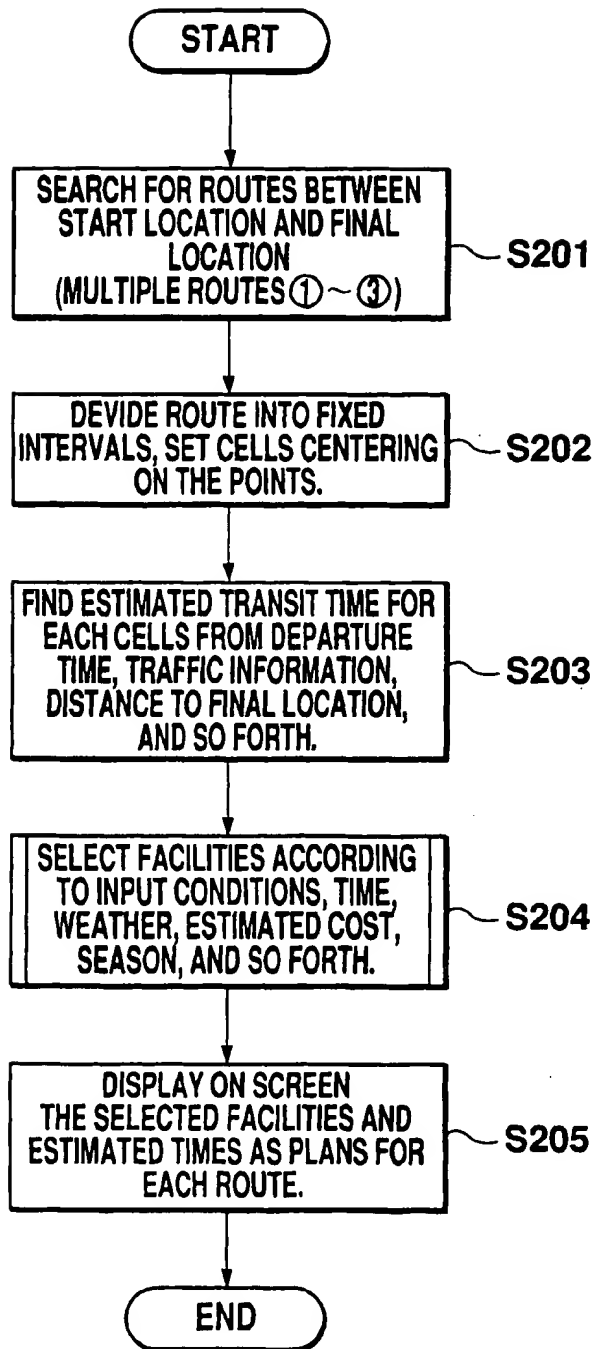 START
SEARCH FOR ROUTES BETWEEN
START LOCATION AND FINAL
LOCATION
(MULTIPLE ROUTES ①~③)
S201
DEVIDE ROUTE INTO FIXED
INTERVALS, SET CELLS CENTERING
ON THE POINTS.
S202
FIND ESTIMATED TRANSIT TIME FOR
EACH CELLS FROM DEPARTURE
TIME, TRAFFIC INFORMATION,
DISTANCE TO FINAL LOCATION,
AND SO FORTH.
S203
SELECT FACILITIES ACCORDING
TO INPUT CONDITIONS, TIME,
WEATHER, ESTIMATED COST,
SEASON, AND SO FORTH.
S204
DISPLAY ON SCREEN
THE SELECTED FACILITIES AND
ESTIMATED TIMES AS PLANS FOR
EACH ROUTE.
S205
END